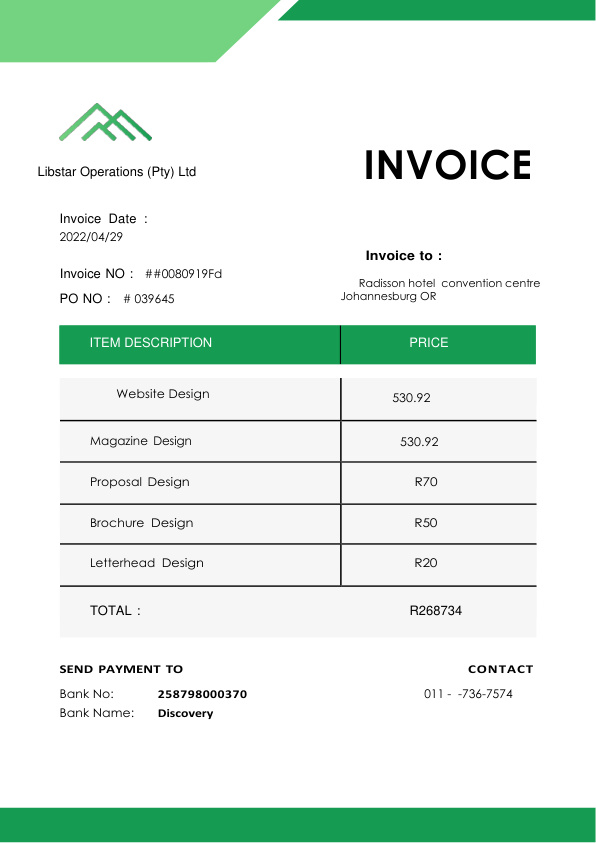 Libstar Operations (Pty) Ltd
INVOICE
Invoice Date :
2022/04/29
Invoice to :
Invoice NO : ##0080919Fd
Radisson hotel convention centre
Johannesburg OR
PO NO : # 039645
ITEM DESCRIPTION PRICE
Website Design 530.92
Magazine Design 530.92
Proposal Design R70
Brochure Design R50
Letterhead Design R20
TOTAL : R268734
SEND PAYMENT TO CONTACT
Bank No: 258798000370 011 - -736-7574
Bank Name: Discovery